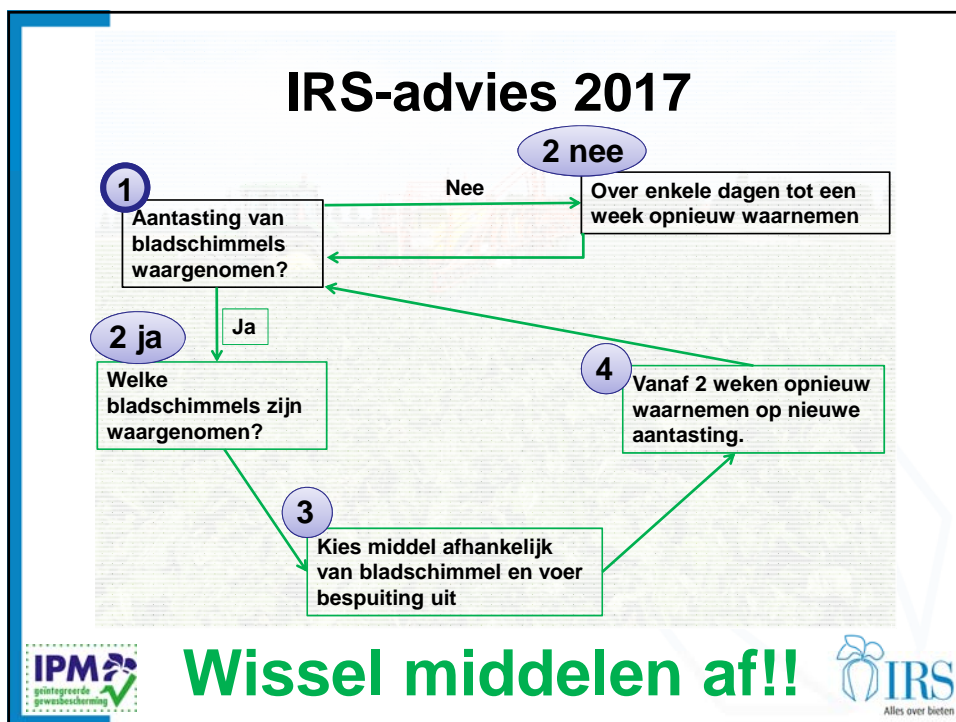 IRS-advies 2017
2 nee
1
Nee
Over enkele dagen tot een
week opnieuw waarnemen
Aantasting van
bladschimmels
waargenomen?
Ja
2 ja
Welke
bladschimmels zijn
waargenomen?
4
Vanaf 2 weken opnieuw
waarnemen op nieuwe
aantasting.
3
Kies middel afhankelijk
van bladschimmel en voer
bespuiting uit
IPM
geïntegreerde
gewasbescherming
Wissel middelen af!!
IRS
Alles over bieten